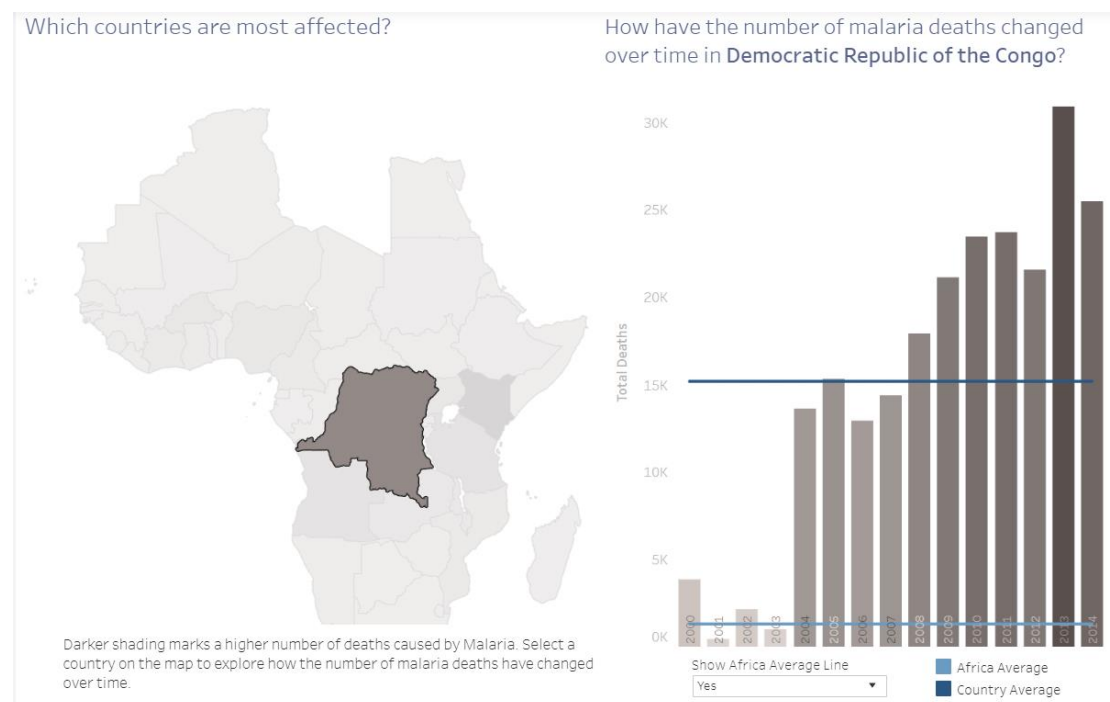 Which countries are most affected?
How have the number of malaria deaths changed
over time in Democratic Republic of the Congo?
30K
25K
20K
15K
10K
5K
0K
Total Deaths
2000
2001
2002
2003
2004
2005
2006
2007
2008
2009
2010
2011
2012
2013
2014
Darker shading marks a higher number of deaths caused by Malaria. Select a
country on the map to explore how the number of malaria deaths have changed
over time.
Show Africa Average Line
Yes
Africa Average
Country Average